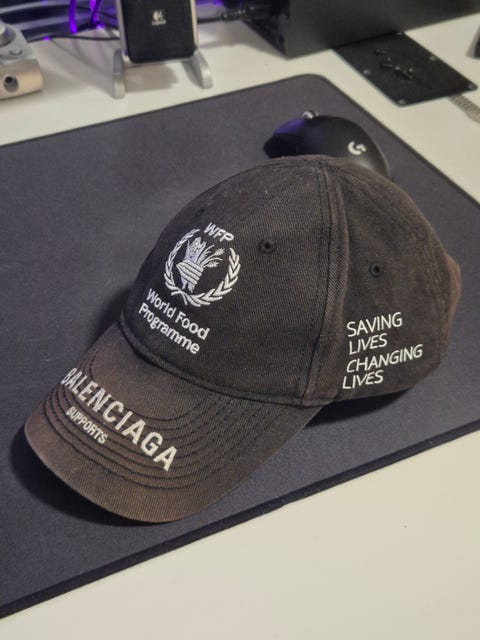 WFP
World Food
Programme
BALENCIAGA
SUPPORTS
SAVING
LIVES
CHANGING
LIVES
G